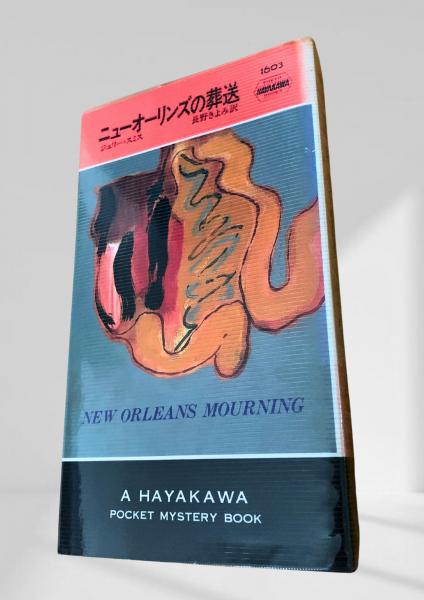 1603
HAYAKAWA
ニューオーリンズの葬送
ジュリー・スミス
長野きよみ訳
NEW ORLEANS MOURNING
A HAYAKAWA
POCKET MYSTERY BOOK